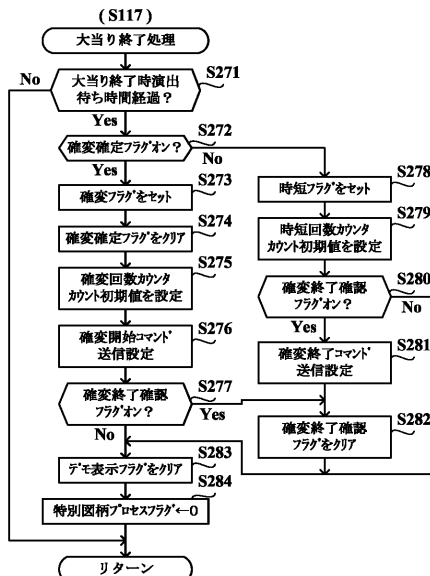 (S117)
大当り終了処理
No
S271
大当り終了時演出
待ち時間経過？
Yes
S272
確変確定フラグオン？
No
Yes
S273
確変フラグをセット
S274
確変確定フラグをクリア
S275
確変回数カウンタ
カウント初期値を設定
S276
確変開始コマンド
送信設定
S277
確変終了確認
フラグオン？
Yes
No
S278
時短フラグをセット
S279
時短回数カウンタ
カウント初期値を設定
S280
確変終了確認
フラグオン？
No
Yes
S281
確変終了コマンド
送信設定
S282
確変終了確認
フラグをクリア
S283
デモ表示フラグをクリア
S284
特別図柄プロセスフラグ←0
リターン